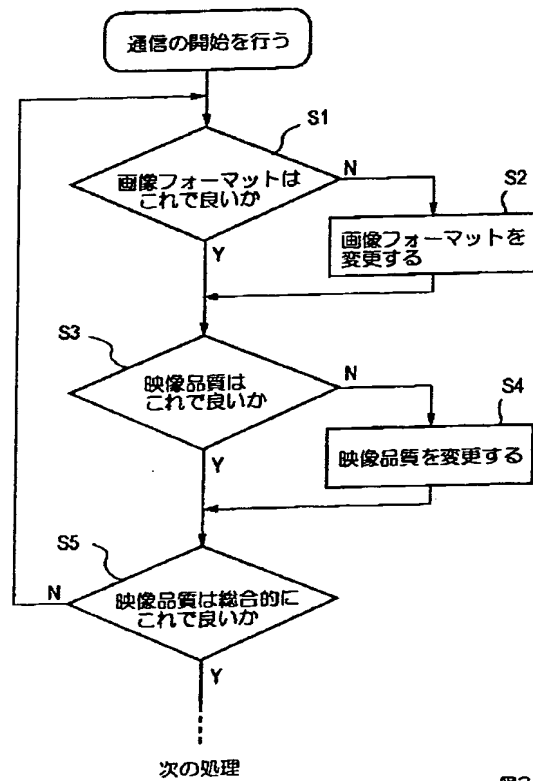 通信の開始を行う
S1
画像フォーマットは
これで良いか
N
S2
画像フォーマットを
変更する
Y
S3
映像品質は
これで良いか
N
S4
映像品質を変更する
Y
S5
N
映像品質は総合的に
これで良いか
Y
次の処理